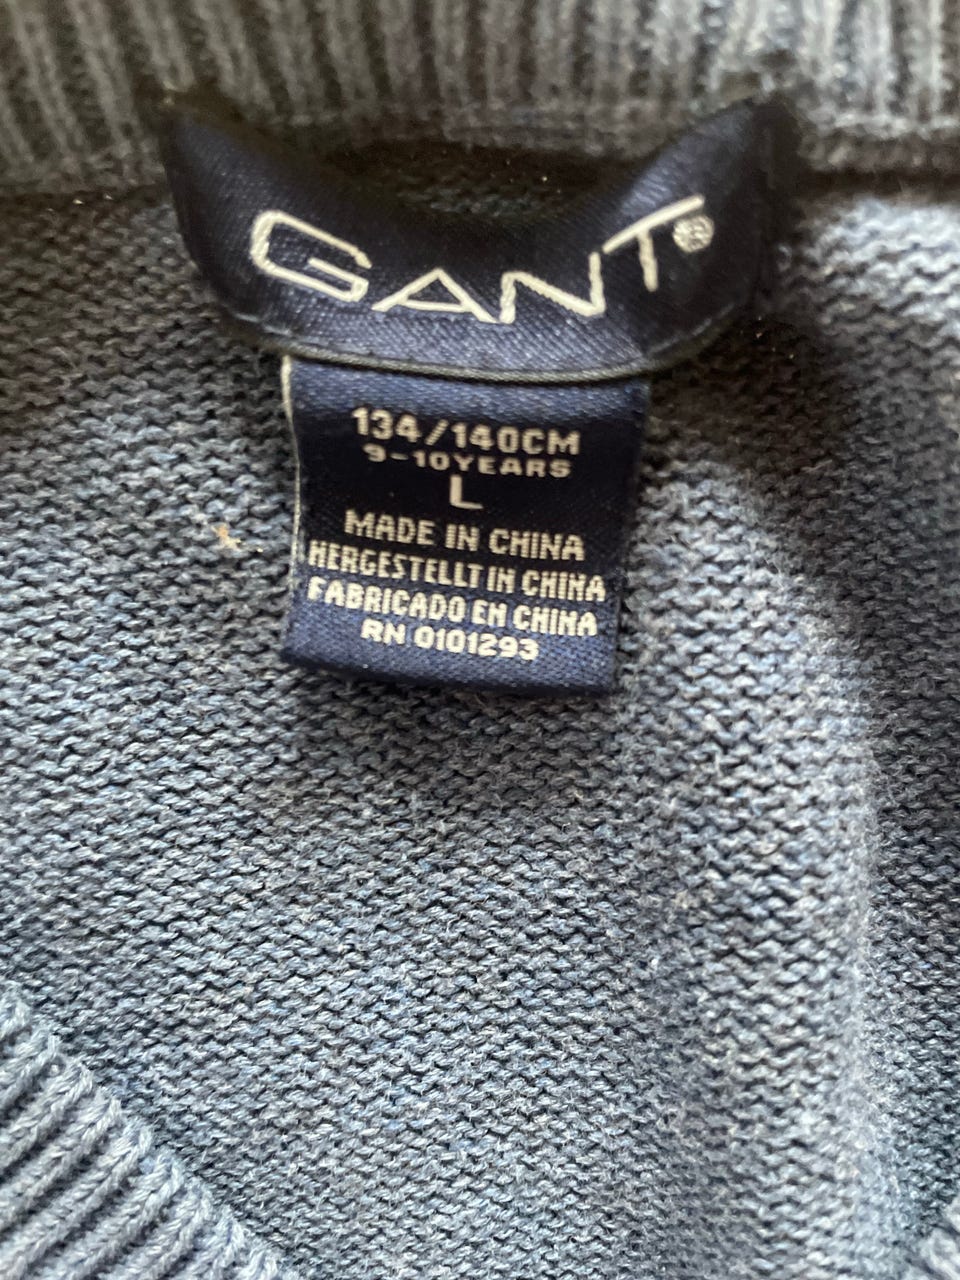 GANT®
134/140CM
9-10YEARS
L
MADE IN CHINA
HERGESTELLT IN CHINA
FABRICADO EN CHINA
RN 0101293